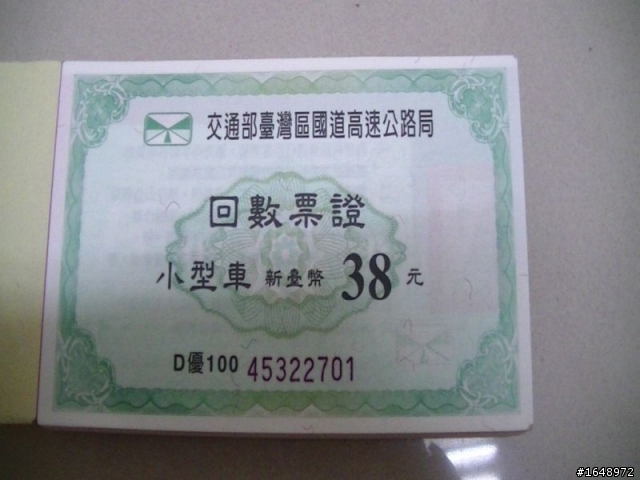 交通部臺灣區國道高速公路局
回數票證
小型車 新臺幣 38 元
D優100 45322701
#1648972